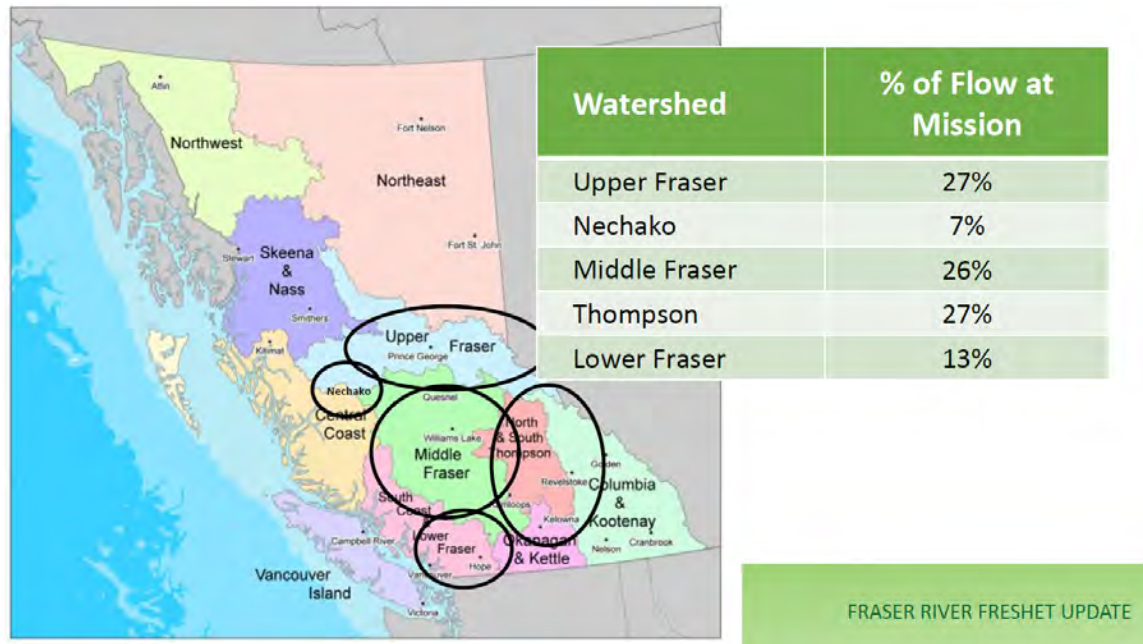 Atlin
Fort Nelson
Northwest
Northeast
Fort St. John
Stewart
Skeena
&
Nass
Smithers
Kitimat
Upper
Fraser
Prince George
Nechako
Central
Coast
Quesnel
Williams Lake
Middle
Fraser
North
& South
Thompson
Golden
Revelstoke
Columbia
&
Kootenay
Kamloops
Kelowna
South
Coast
Campbell River
Lower
Fraser
Hope
Okanagan
& Kettle
Nelson
Cranbrook
Vancouver
Vancouver
Island
Victoria
Watershed
% of Flow at
Mission
Upper Fraser 27%
Nechako 7%
Middle Fraser 26%
Thompson 27%
Lower Fraser 13%
FRASER RIVER FRESHET UPDATE